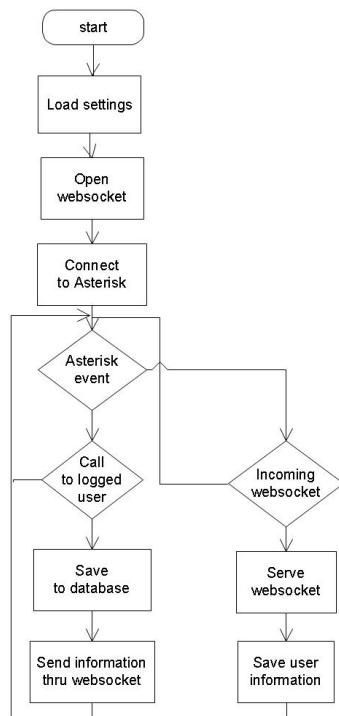 start
Load settings
Open
websocket
Connect
to Asterisk
Asterisk
event
Call
to logged
user
Incoming
websocket
Save
to database
Serve
websocket
Send information
thru websocket
Save user
information